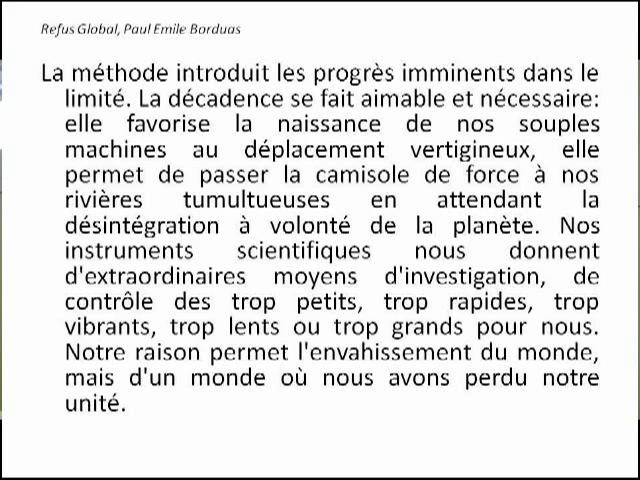 Refus Global, Paul Emile Borduas
La méthode introduit les progrès imminents dans le
limité. La décadence se fait aimable et nécessaire:
elle favorise la naissance de nos souples
machines au déplacement vertigineux, elle
permet de passer la camisole de force à nos
rivières tumultueuses en attendant la
désintégration à volonté de la planète. Nos
instruments scientifiques nous donnent
d'extraordinaires moyens d'investigation, de
contrôle des trop petits, trop rapides, trop
vibrants, trop lents ou trop grands pour nous.
Notre raison permet l'envahissement du monde,
mais d'un monde où nous avons perdu notre
unité.